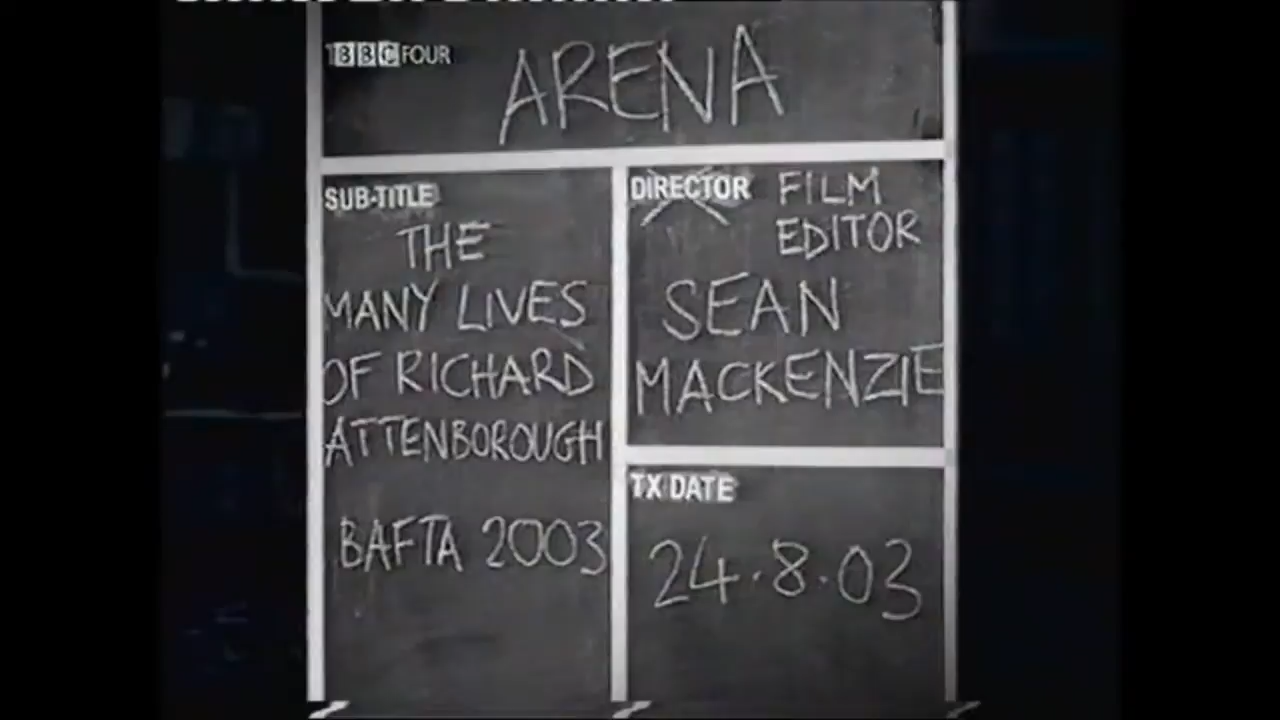 BBC FOUR
ARENA
SUB-TITLE
THE
MANY LIVES
OF RICHARD
ATTENBOROUGH
BAFTA 2003
DIRECTOR FILM
EDITOR
SEAN
MACKENZIE
TX DATE
24.8.03